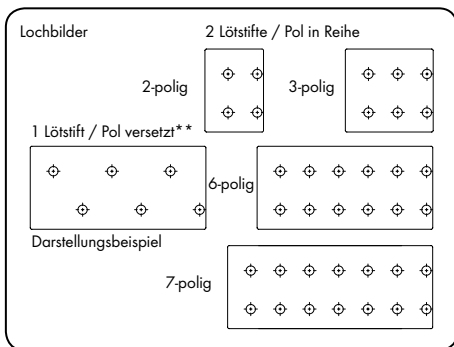 Lochbilder
2 Lötstifte / Pol in Reihe
2-polig
3-polig
1 Lötstift / Pol versetzt**
6-polig
Darstellungsbeispiel
7-polig